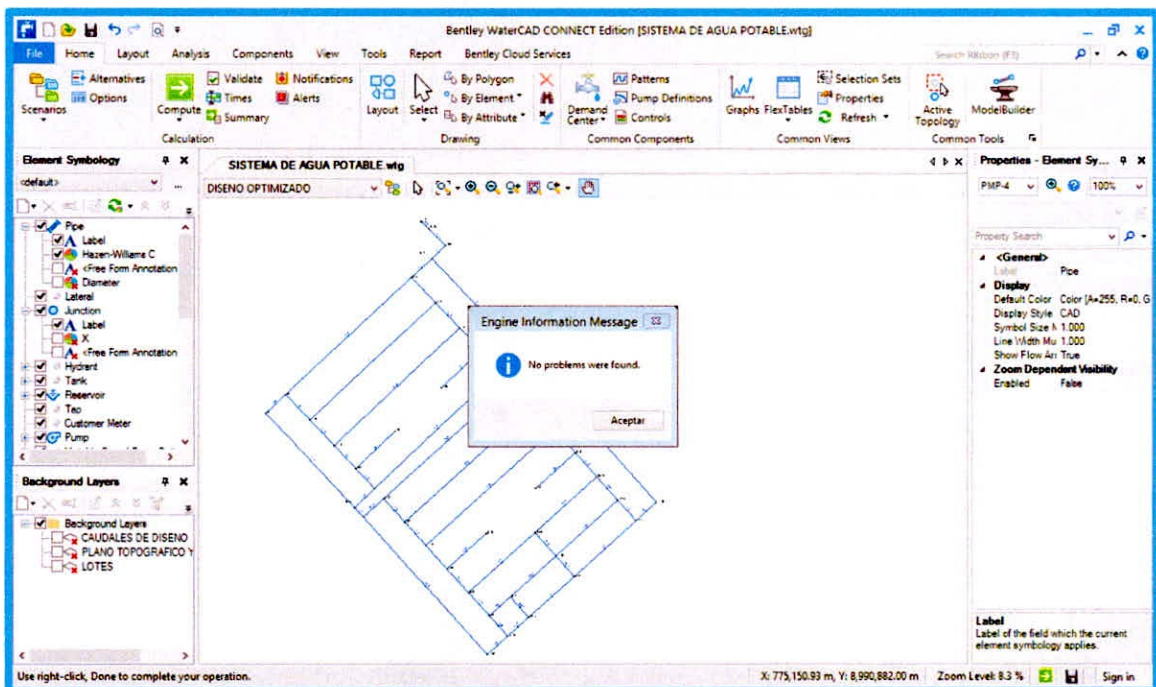 Bentley WaterCAD CONNECT Edition [SISTEMA DE AGUA POTABLE.wtg]
File Home Layout Analysis Components View Tools Report Bentley Cloud Services Search Ribbon (F3)
Scenarios
Alternatives
Options
Compute
Validate
Times
Summary
Notifications
Alerts
Calculation
Layout
Select
By Polygon
By Element
By Attribute
Drawing
Demand
Center
Patterns
Pump Definitions
Controls
Common Components
Graphs
FlexTables
Selection Sets
Properties
Refresh
Common Views
Active
Topology
ModelBuilder
Common Tools
Element Symbology
<default>
Pipe
Label
Hazen-Williams C
<Free Form Annotation
Diameter
Lateral
Junction
Label
X
<Free Form Annotation
Hydrant
Tank
Reservoir
Tap
Customer Meter
Pump
Background Layers
Background Layers
CAUDALES DE DISENO
PLANO TOPOGRAFICO Y
LOTES
SISTEMA DE AGUA POTABLE.wtg
DISENO OPTIMIZADO
Engine Information Message
No problems were found.
Aceptar
Properties - Element Sy...
PMP-4 100%
Property Search
<General>
Label Pipe
Display
Default Color Color [A=255, R=0, G
Display Style CAD
Symbol Size M 1.000
Line Width Mu 1.000
Show Flow Arr True
Zoom Dependent Visibility
Enabled False
Label
Label of the field which the current
element symbology applies.
Use right-click, Done to complete your operation.
X: 775,150.93 m, Y: 8,990,882.00 m Zoom Level: 8.3 % Sign in